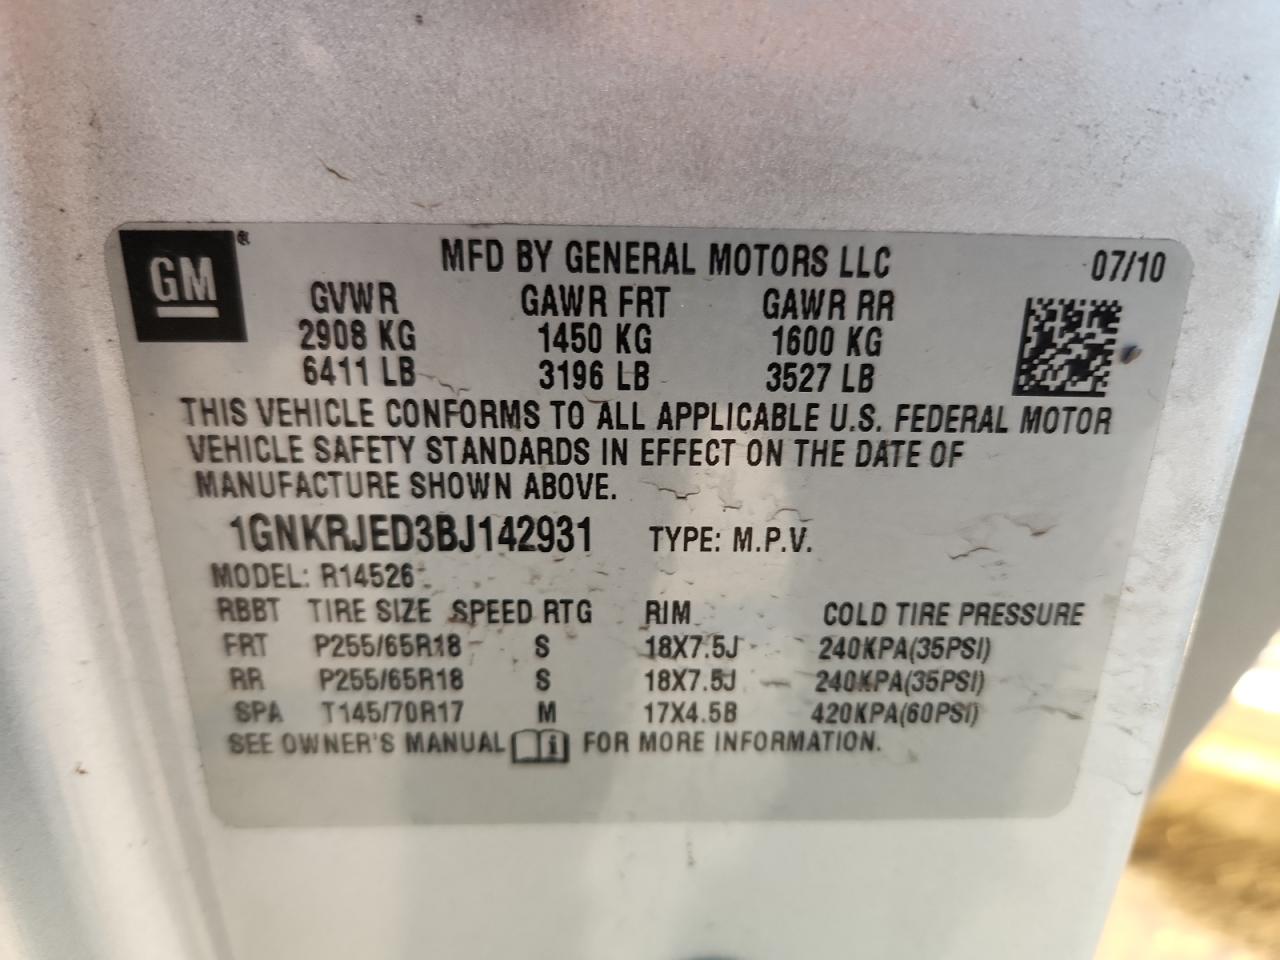 GM®
MFD BY GENERAL MOTORS LLC 07/10
GVWR GAWR FRT GAWR RR
2908 KG 1450 KG 1600 KG
6411 LB 3196 LB 3527 LB
THIS VEHICLE CONFORMS TO ALL APPLICABLE U.S. FEDERAL MOTOR
VEHICLE SAFETY STANDARDS IN EFFECT ON THE DATE OF
MANUFACTURE SHOWN ABOVE.
1GNKRJED3BJ142931 TYPE: M.P.V.
MODEL: R14526
RBBT TIRE SIZE SPEED RTG RIM COLD TIRE PRESSURE
FRT P255/65R18 S 18X7.5J 240KPA(35PSI)
RR P255/65R18 S 18X7.5J 240KPA(35PSI)
SPA T145/70R17 M 17X4.5B 420KPA(60PSI)
SEE OWNER'S MANUAL i FOR MORE INFORMATION.